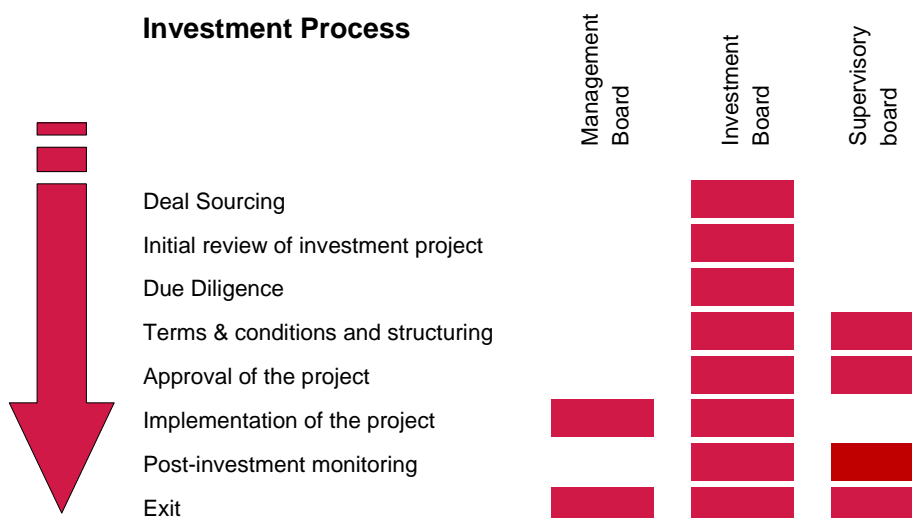 Investment Process
Management
Board
Investment
Board
Supervisory
board
Deal Sourcing
Initial review of investment project
Due Diligence
Terms & conditions and structuring
Approval of the project
Implementation of the project
Post-investment monitoring
Exit